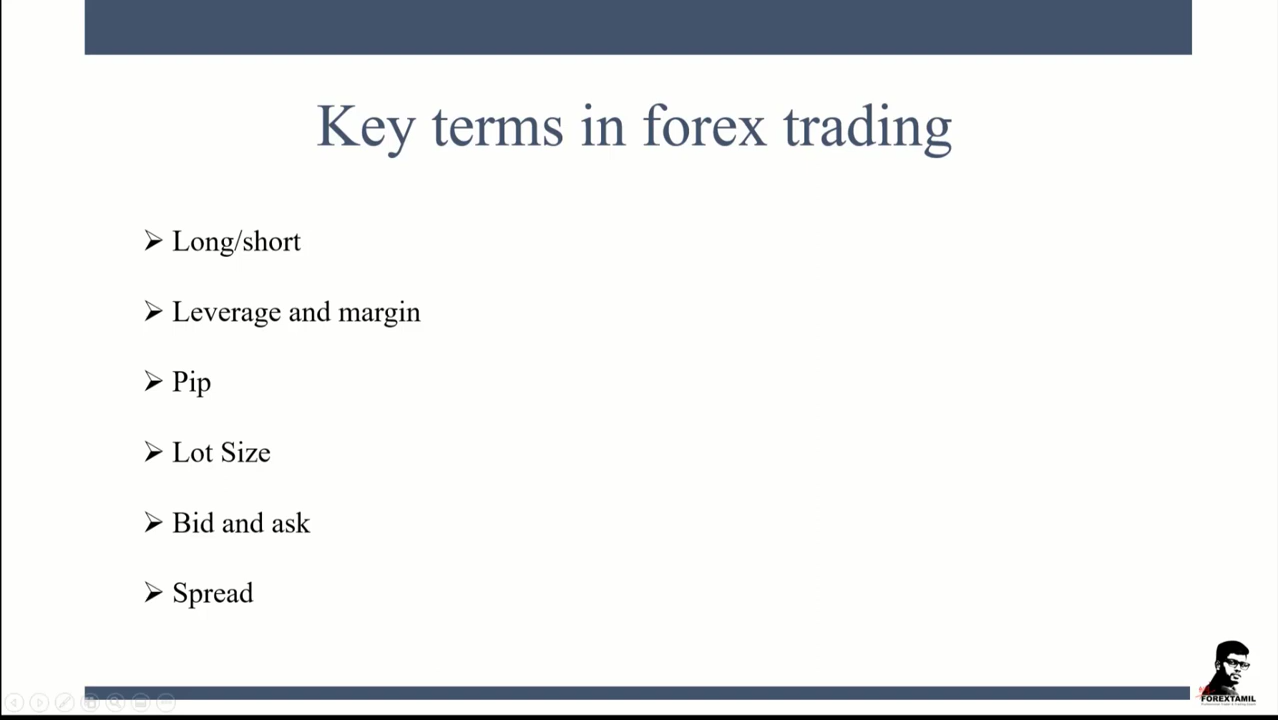 Key terms in forex trading
Long/short
Leverage and margin
Pip
Lot Size
Bid and ask
Spread
FOREXTAMIL